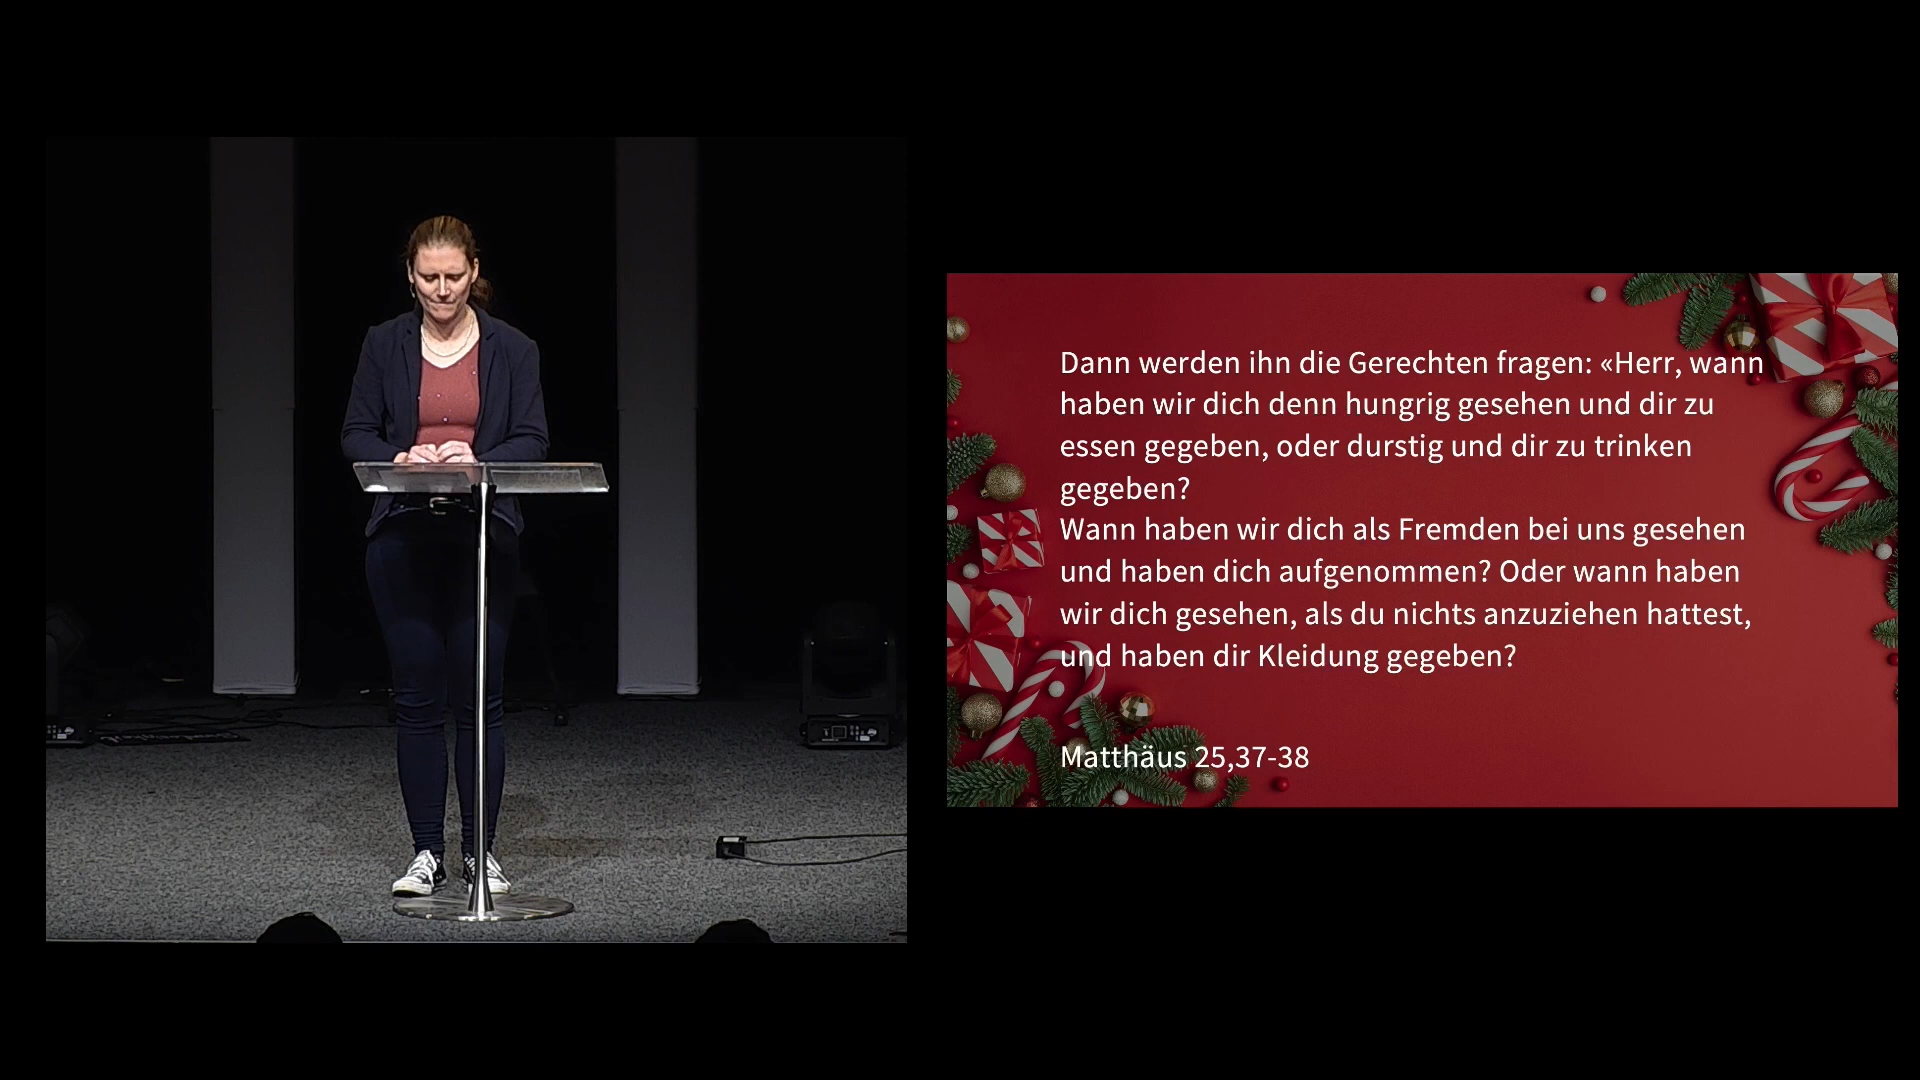 Dann werden ihn die Gerechten fragen: «Herr, wann
haben wir dich denn hungrig gesehen und dir zu
essen gegeben, oder durstig und dir zu trinken
gegeben?
Wann haben wir dich als Fremden bei uns gesehen
und haben dich aufgenommen? Oder wann haben
wir dich gesehen, als du nichts anzuziehen hattest,
und haben dir Kleidung gegeben?
Matthäus 25,37-38